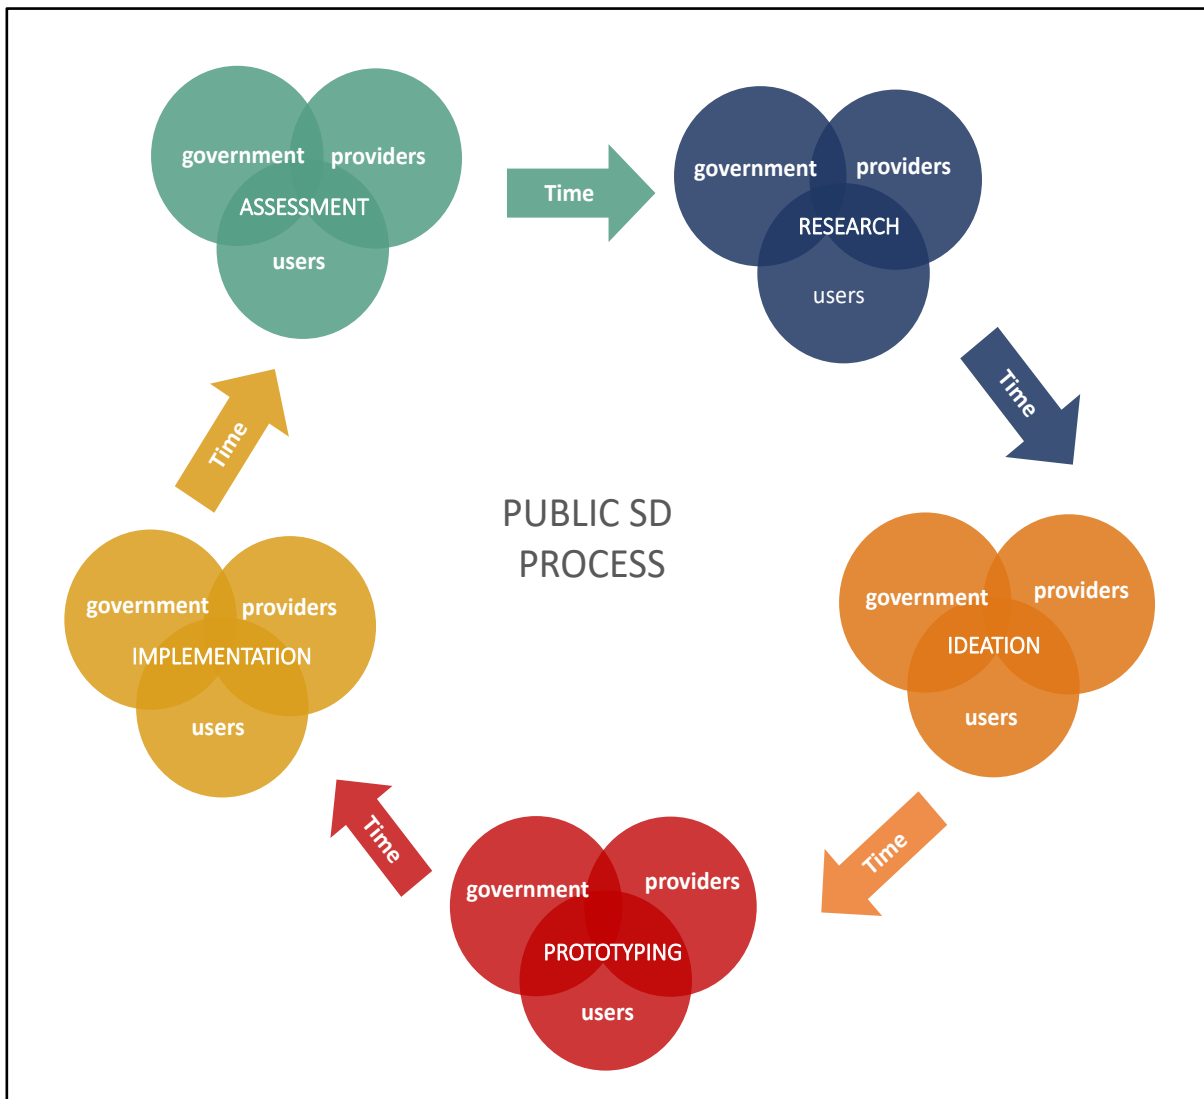 government
providers
ASSESSMENT
users
Time
government
providers
RESEARCH
users
Time
PUBLIC SD
PROCESS
government
providers
IDEATION
users
Time
government
providers
PROTOTYPING
users
Time
government
providers
IMPLEMENTATION
users
Time